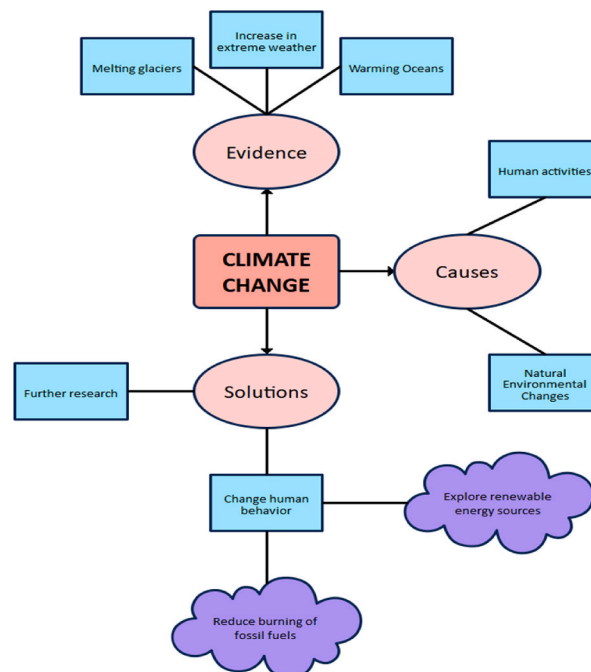 Increase in
extreme weather
Melting glaciers
Warming Oceans
Evidence
Human activities
CLIMATE
CHANGE
Causes
Natural
Environmental
Changes
Further research
Solutions
Change human
behavior
Explore renewable
energy sources
Reduce burning of
fossil fuels